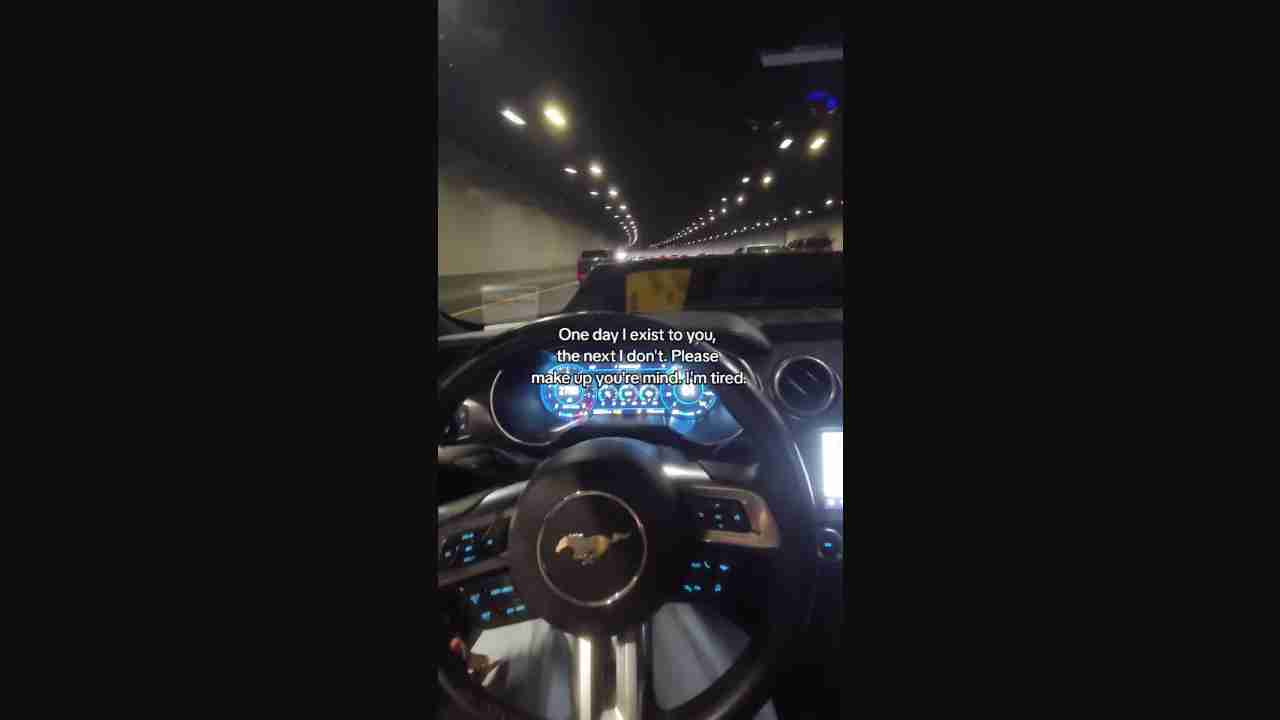 One day I exist to you,
the next I don't. Please
make up you're mind. I'm tired.